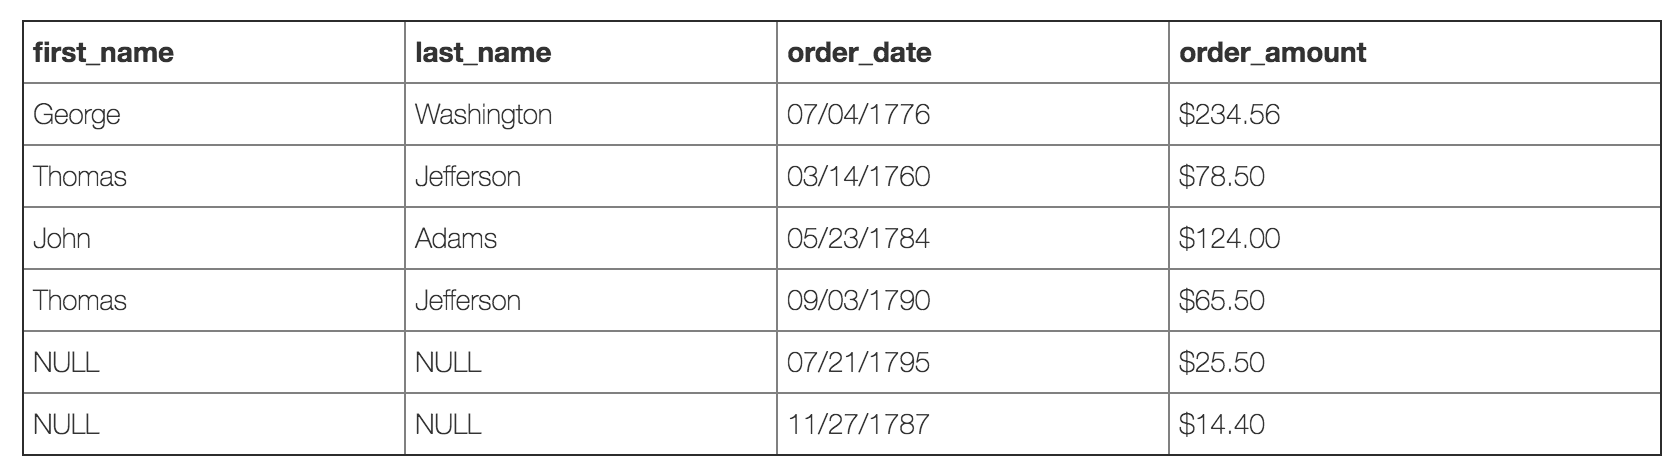 first_name last_name order_date order_amount
George Washington 07/04/1776 $234.56
Thomas Jefferson 03/14/1760 $78.50
John Adams 05/23/1784 $124.00
Thomas Jefferson 09/03/1790 $65.50
NULL NULL 07/21/1795 $25.50
NULL NULL 11/27/1787 $14.40